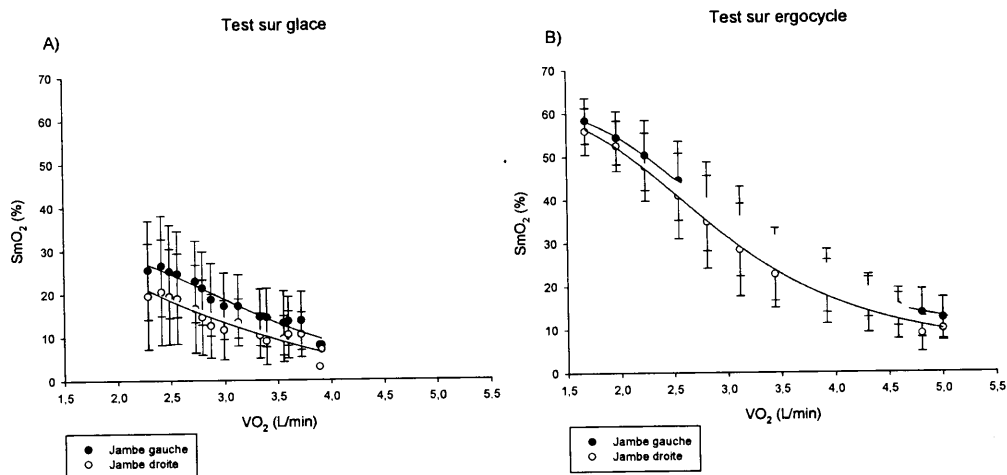 Test sur glace
A)
SmO₂ (%)
70
60
50
40
30
20
10
0
1,5 2,0 2,5 3,0 3,5 4,0 4,5 5,0 5,5
VO₂ (L/min)
Jambe gauche
Jambe droite
Test sur ergocycle
B)
SmO₂ (%)
70
60
50
40
30
20
10
0
1,5 2,0 2,5 3,0 3,5 4,0 4,5 5,0 5,5
VO₂ (L/min)
Jambe gauche
Jambe droite